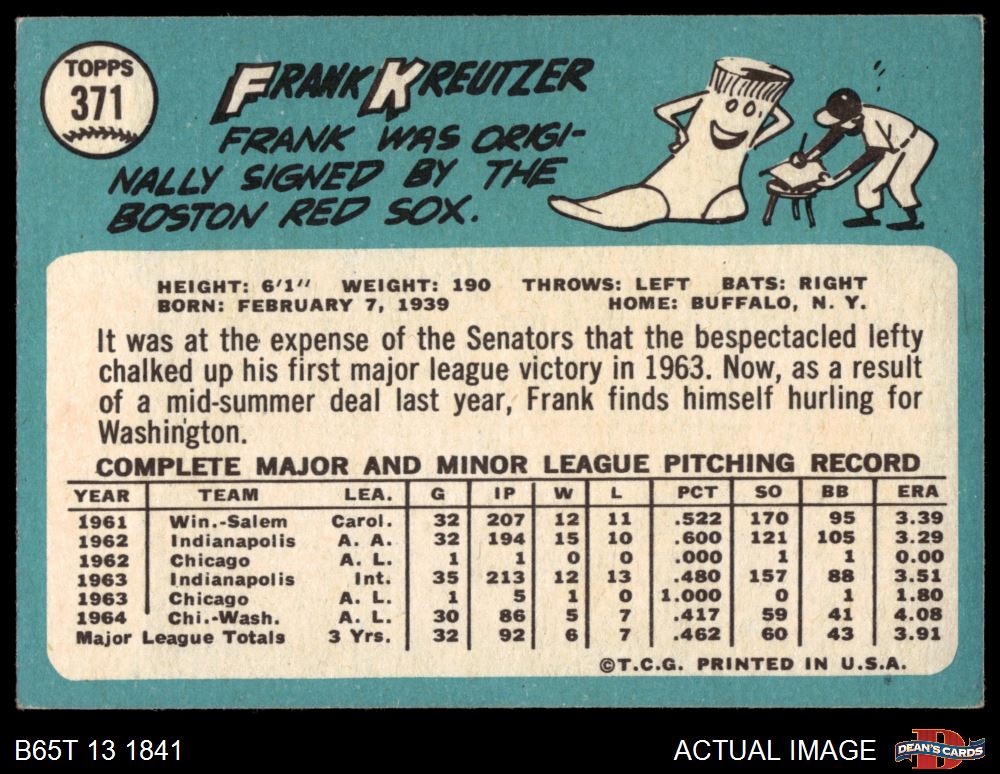 TOPPS
371
FRANK KREUTZER
FRANK WAS ORIGI-
NALLY SIGNED BY THE
BOSTON RED SOX.
HEIGHT: 6'1" WEIGHT: 190 THROWS: LEFT BATS: RIGHT
BORN: FEBRUARY 7, 1939 HOME: BUFFALO, N. Y.
It was at the expense of the Senators that the bespectacled lefty
chalked up his first major league victory in 1963. Now, as a result
of a mid-summer deal last year, Frank finds himself hurling for
Washington.
COMPLETE MAJOR AND MINOR LEAGUE PITCHING RECORD
YEAR TEAM LEA. G IP W L PCT SO BB ERA
1961 Win.-Salem Carol. 32 207 12 11 .522 170 95 3.39
1962 Indianapolis A. A. 32 194 15 10 .600 121 105 3.29
1962 Chicago A. L. 1 1 0 0 .000 1 1 0.00
1963 Indianapolis Int. 35 213 12 13 .480 157 88 3.51
1963 Chicago A. L. 1 5 1 0 1.000 0 1 1.80
1964 Chi.-Wash. A. L. 30 86 5 7 .417 59 41 4.08
Major League Totals 3 Yrs. 32 92 6 7 .462 60 43 3.91
©T.C.G. PRINTED IN U.S.A.
B65T 13 1841 ACTUAL IMAGE DEAN'S CARDS